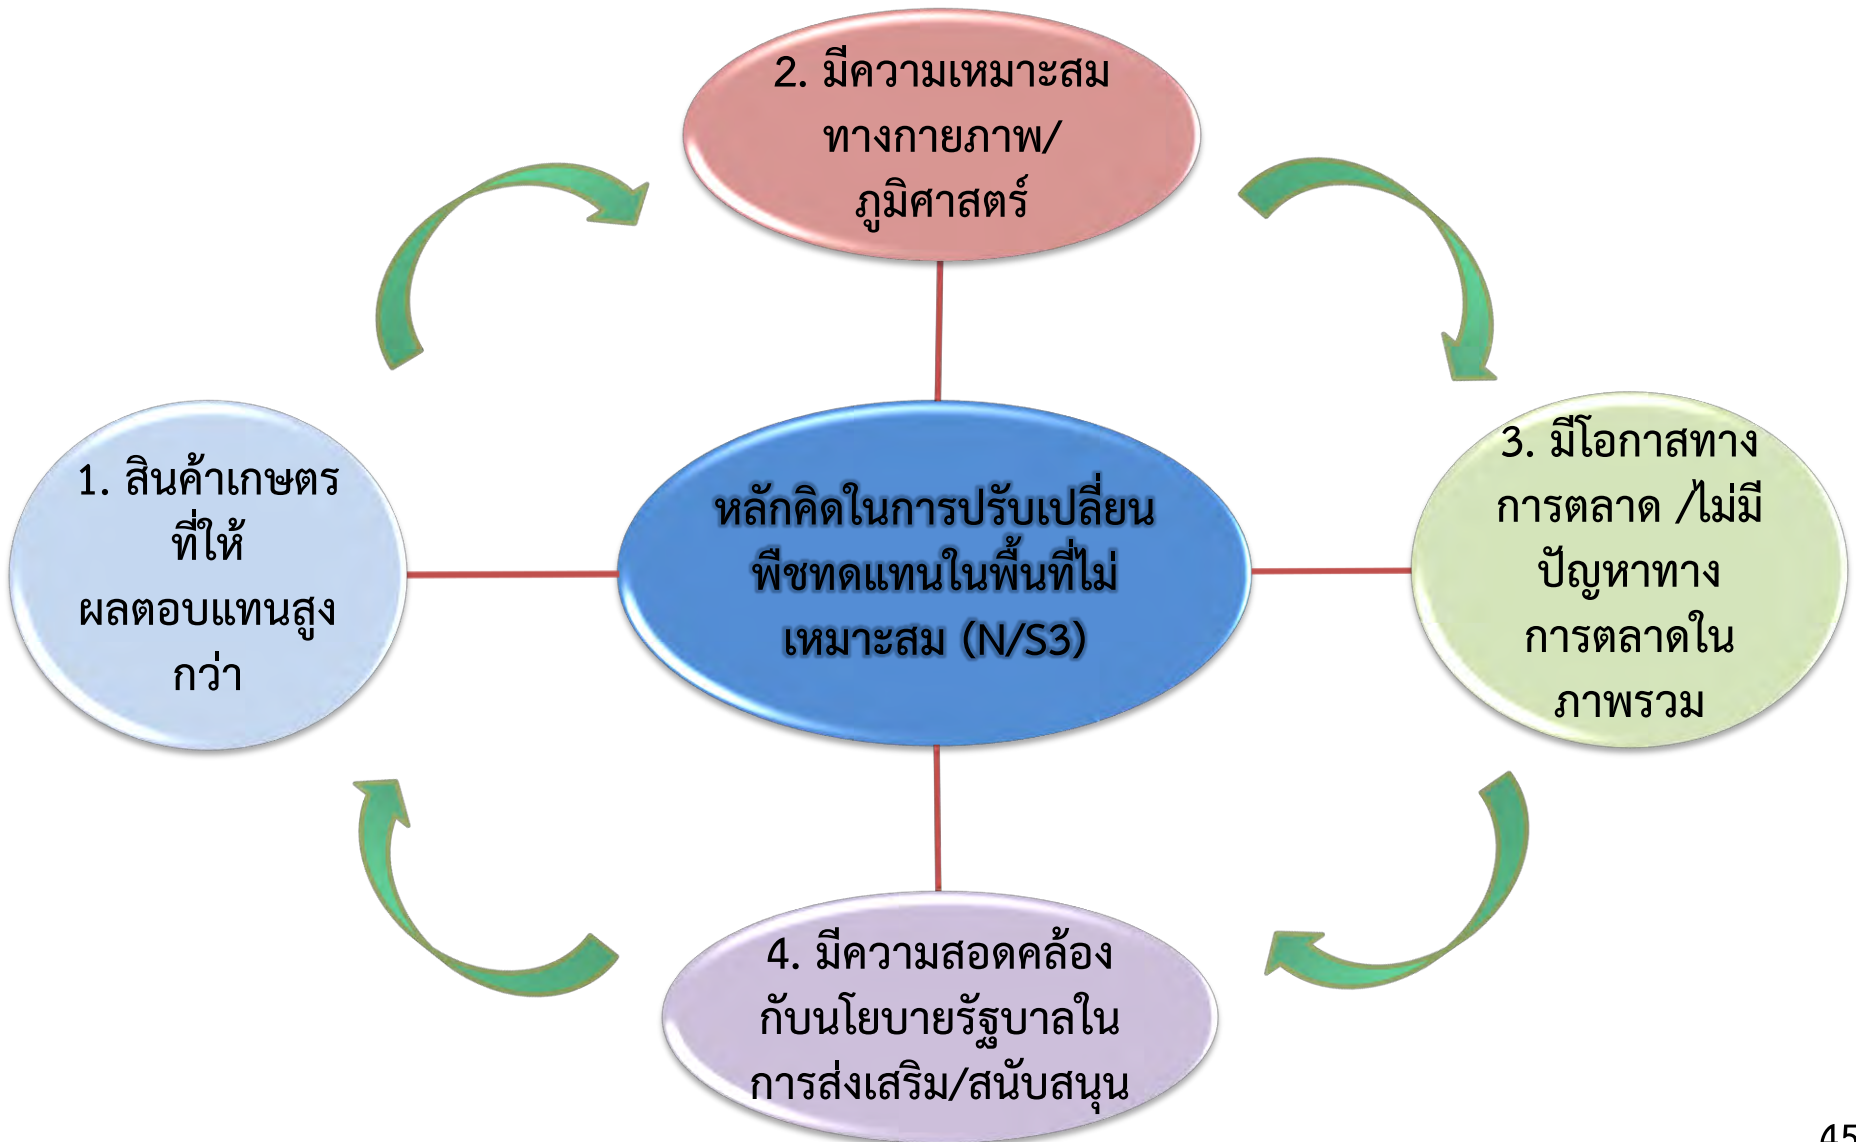 2. มีความเหมาะสม
ทางกายภาพ/
ภูมิศาสตร์
1. สินค้าเกษตร
ที่ให้
ผลตอบแทนสูง
กว่า
หลักคิดในการปรับเปลี่ยน
พืชทดแทนในพื้นที่ไม่
เหมาะสม (N/S3)
3. มีโอกาสทาง
การตลาด /ไม่มี
ปัญหาทาง
การตลาดใน
ภาพรวม
4. มีความสอดคล้อง
กับนโยบายรัฐบาลใน
การส่งเสริม/สนับสนุน
45